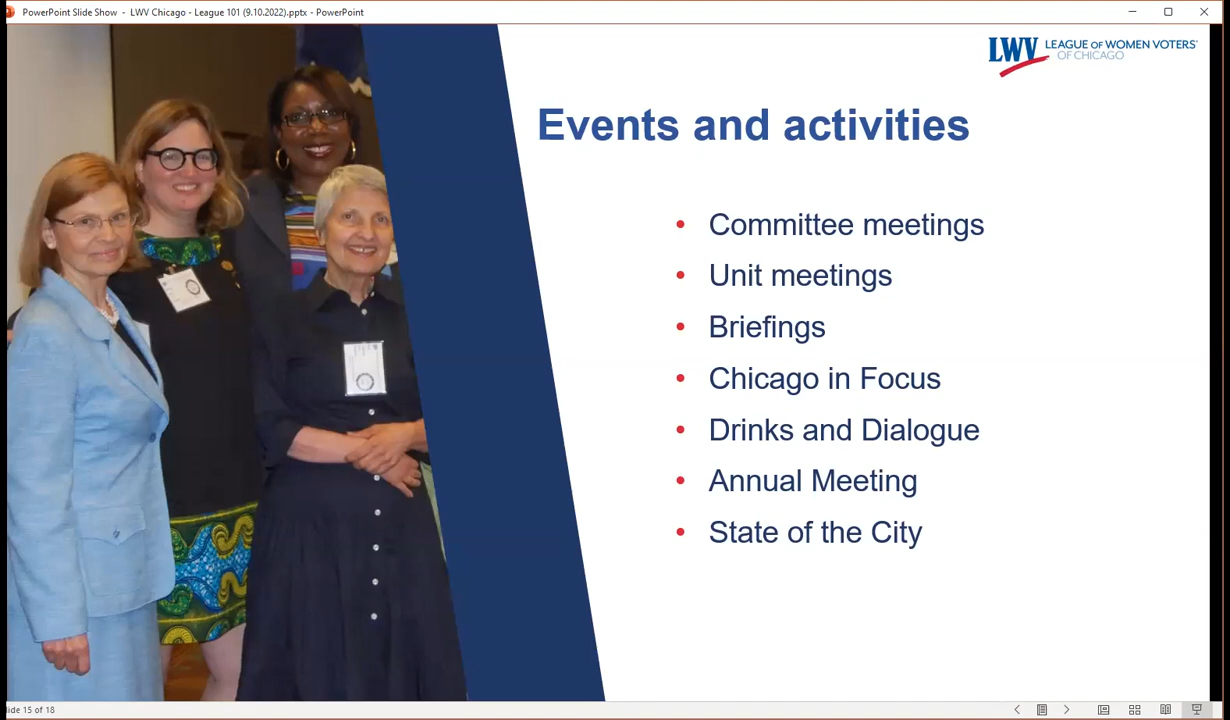 PowerPoint Slide Show - LWV Chicago - League 101 (9.10.2022).pptx - PowerPoint
LWV LEAGUE OF WOMEN VOTERS®
OF CHICAGO
Events and activities
• Committee meetings
• Unit meetings
• Briefings
• Chicago in Focus
• Drinks and Dialogue
• Annual Meeting
• State of the City
lide 15 of 18